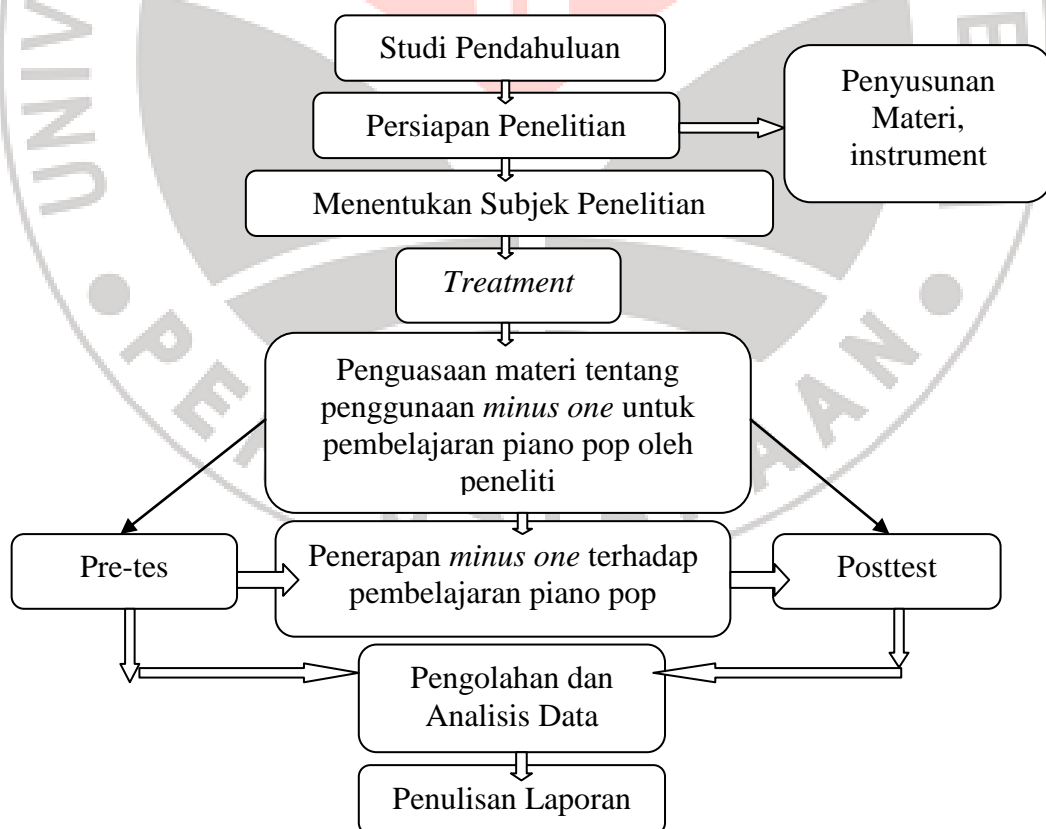 Studi Pendahuluan
Persiapan Penelitian
Penyusunan
Materi,
instrument
Menentukan Subjek Penelitian
Treatment
Penguasaan materi tentang
penggunaan minus one untuk
pembelajaran piano pop oleh
peneliti
Pre-tes
Penerapan minus one terhadap
pembelajaran piano pop
Posttest
Pengolahan dan
Analisis Data
Penulisan Laporan
UNIV